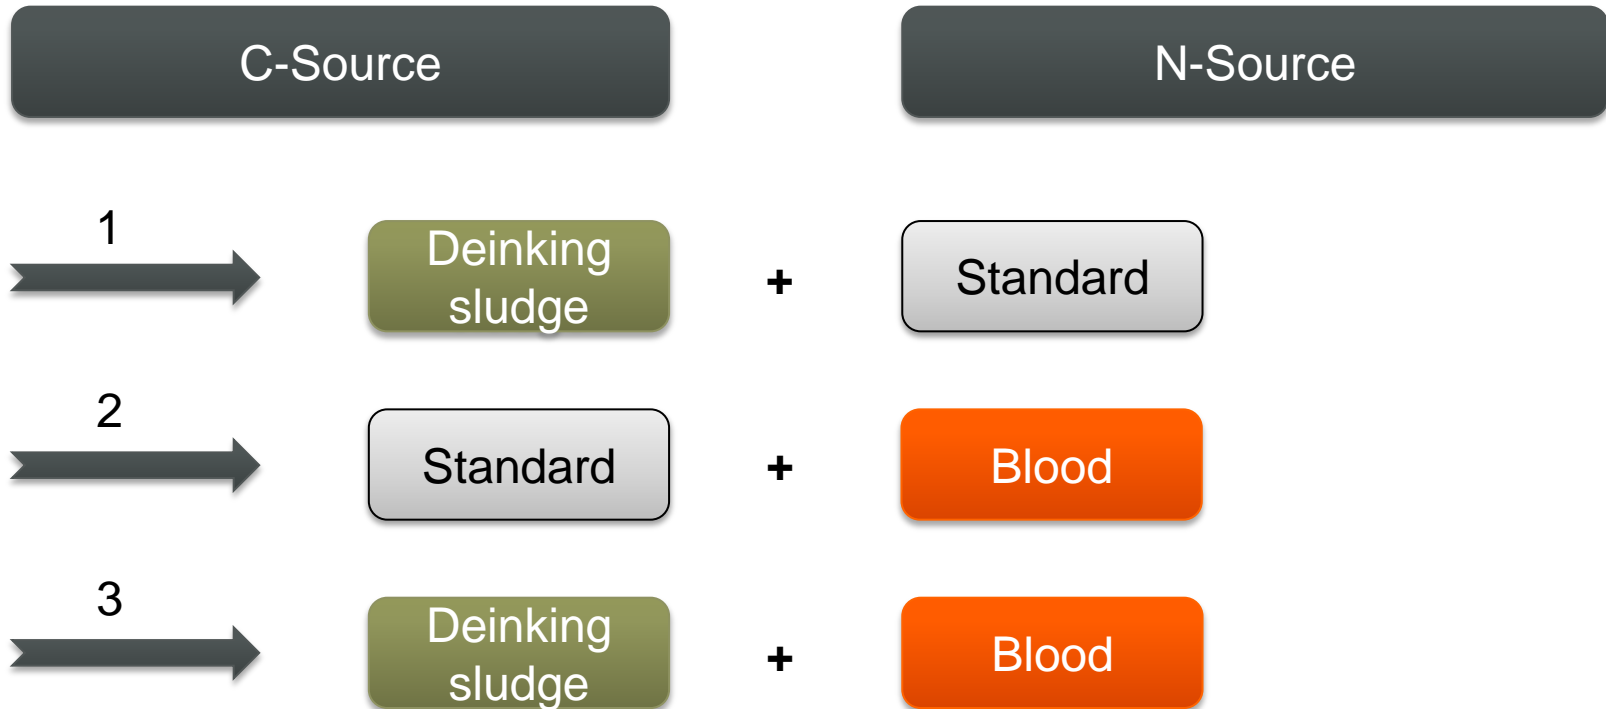 C-Source
N-Source
1
Deinking
sludge
+
Standard
2
Standard
+
Blood
3
Deinking
sludge
+
Blood